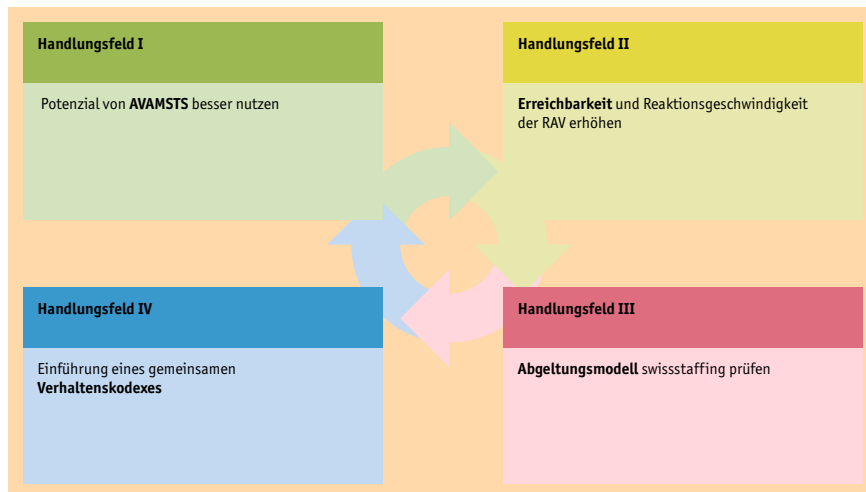 Handlungsfeld I
Potenzial von AVAMSTS besser nutzen
Handlungsfeld II
Erreichbarkeit und Reaktionsgeschwindigkeit
der RAV erhöhen
Handlungsfeld IV
Einführung eines gemeinsamen
Verhaltenskodexes
Handlungsfeld III
Abgeltungsmodell swissstaffing prüfen